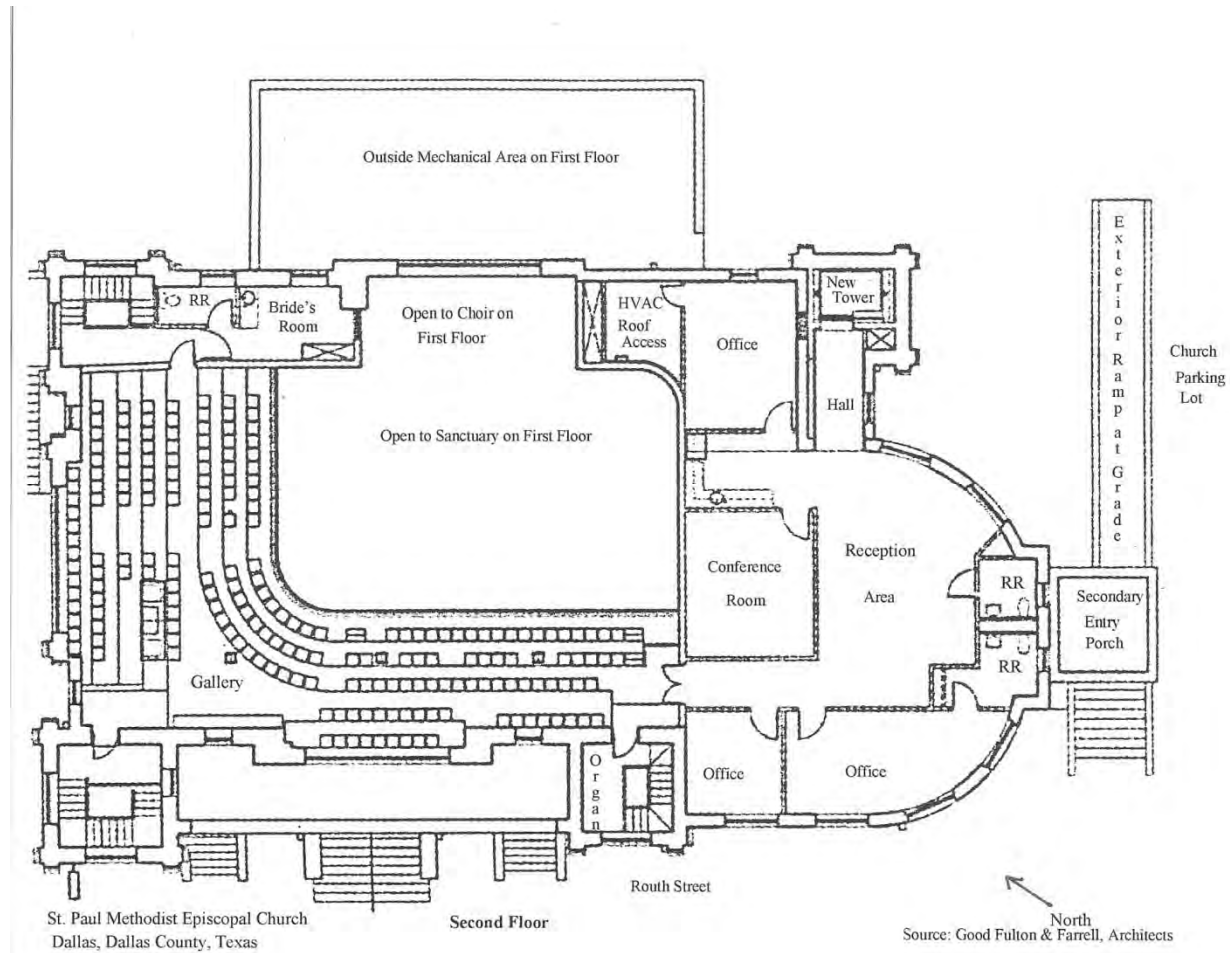 Outside Mechanical Area on First Floor
RR
Bride's
Room
Open to Choir on
First Floor
HVAC
Roof
Access
Office
New
Tower
Hall
Exterior Ramp at Grade
Church
Parking
Lot
Open to Sanctuary on First Floor
Conference
Room
Reception
Area
RR
RR
Secondary
Entry
Porch
Gallery
Organ
Office
Office
Routh Street
North
St. Paul Methodist Episcopal Church
Dallas, Dallas County, Texas
Second Floor
Source: Good Fulton & Farrell, Architects